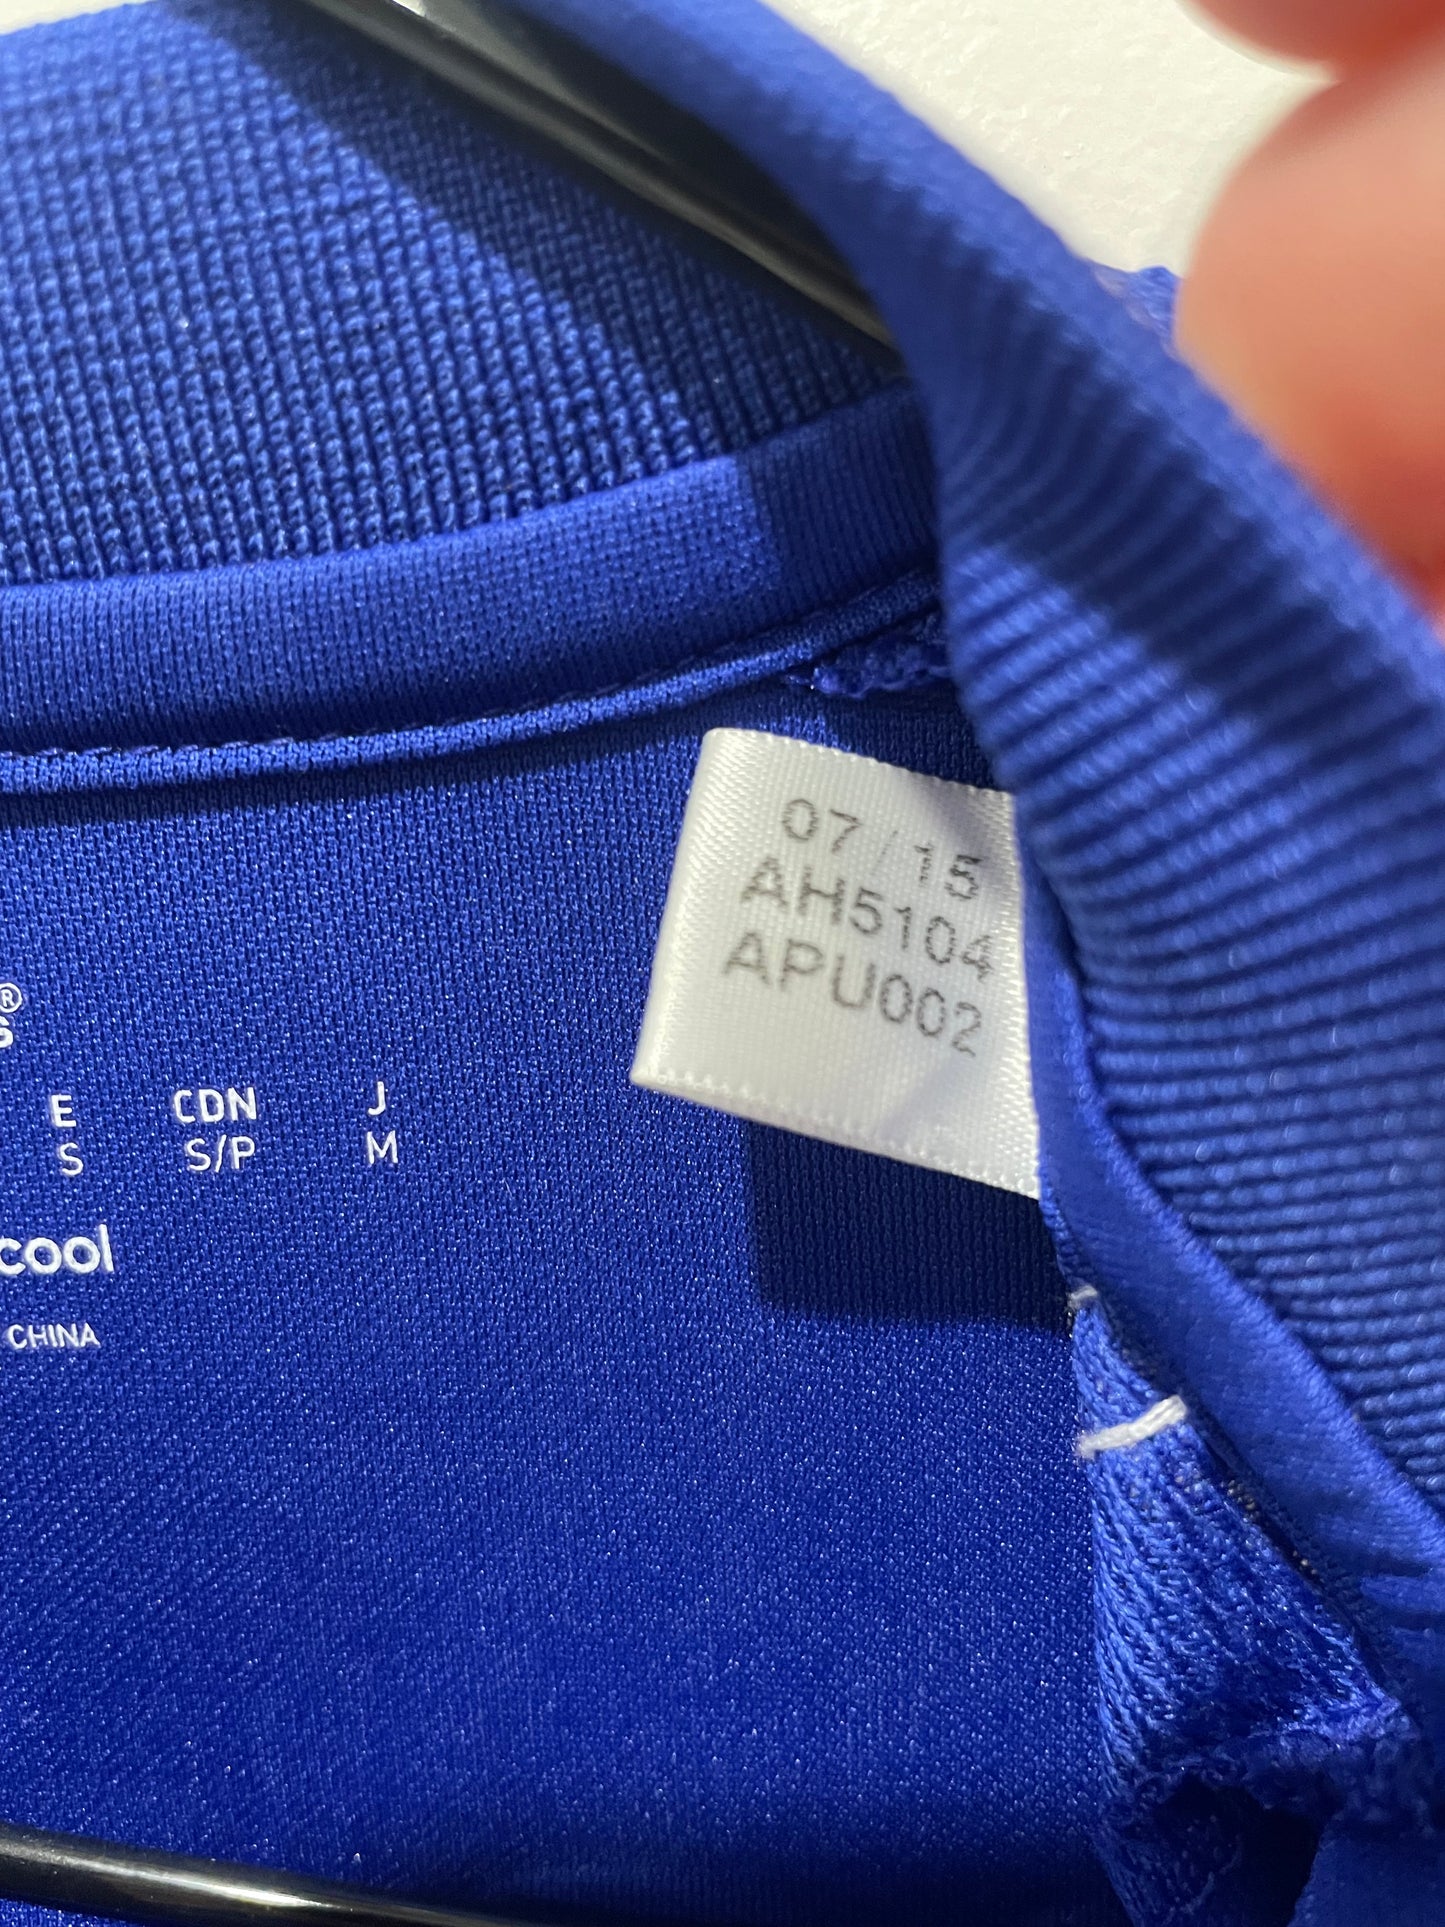 07/15
AH5104
APU002
s®
E CDN J
S S/P M
cool
CHINA